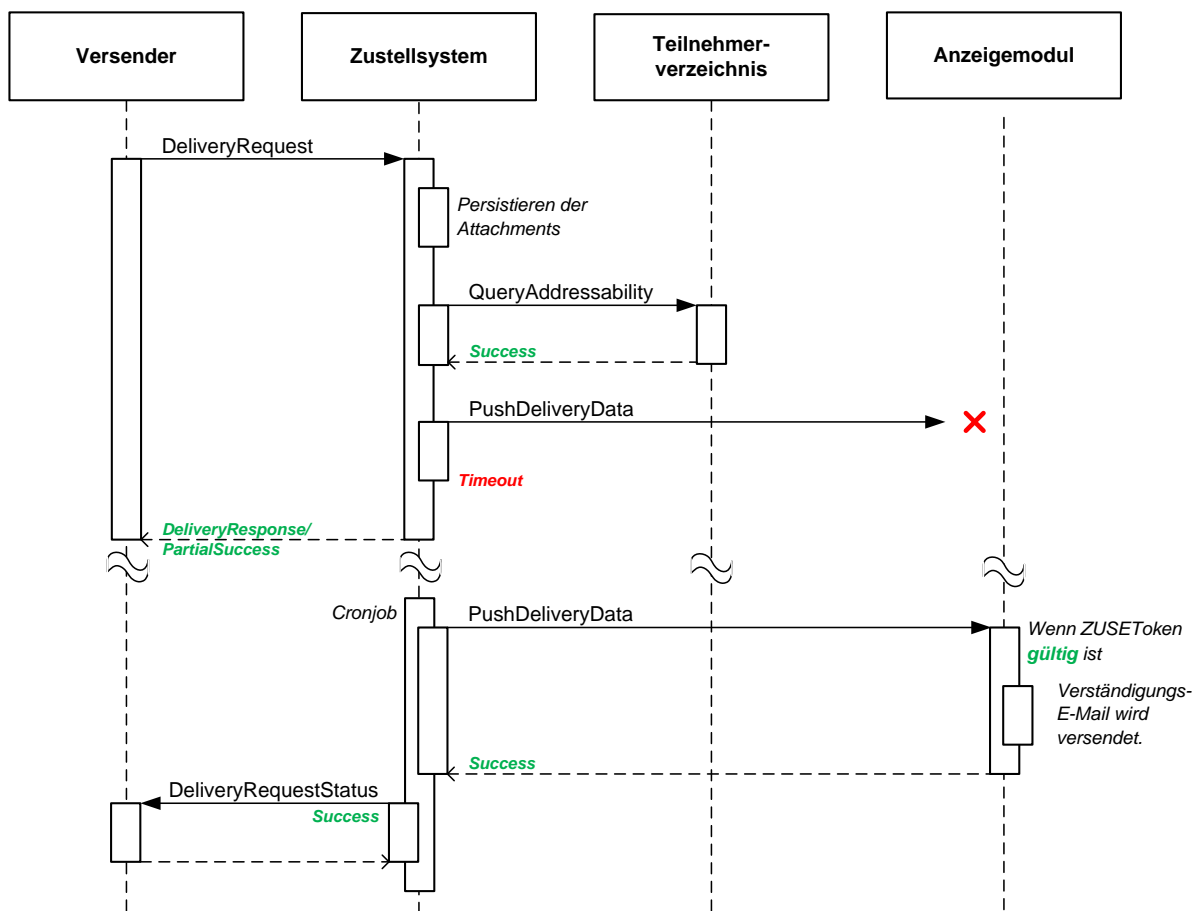 Versender
Zustellsystem
Teilnehmer-
verzeichnis
Anzeigemodul
DeliveryRequest
Persistieren der
Attachments
QueryAddressability
Success
PushDeliveryData
Timeout
DeliveryResponse/
PartialSuccess
Cronjob
PushDeliveryData
Wenn ZUSEToken
gültig ist
Verständigungs-
E-Mail wird
versendet.
Success
DeliveryRequestStatus
Success